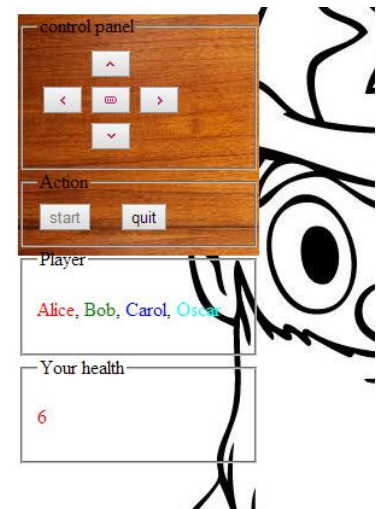 control panel
Action
start quit
Player
Alice, Bob, Carol, Oscar
Your health
6